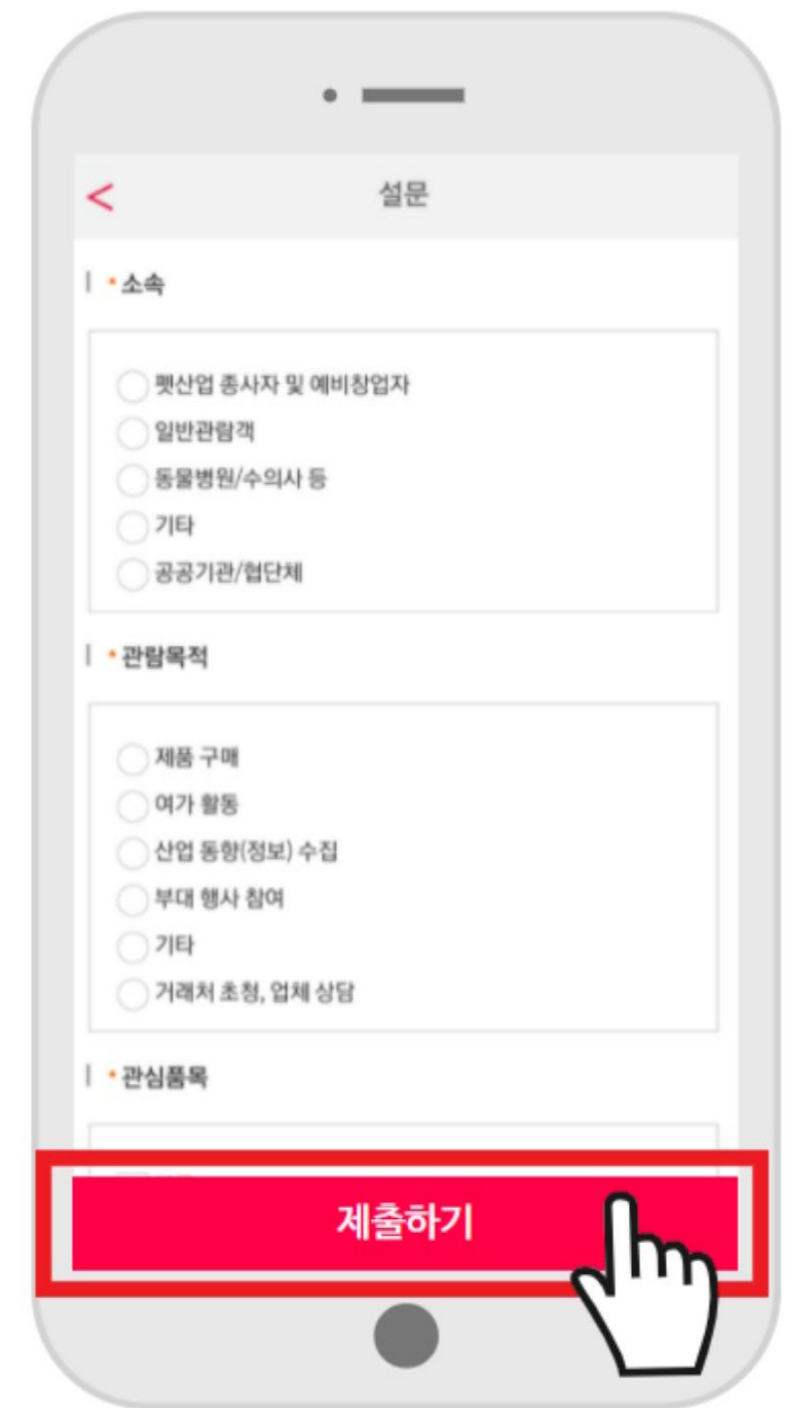 <
설문
* 소속
펫산업 종사자 및 예비창업자
일반관람객
동물병원/수의사 등
기타
공공기관/협단체
* 관람목적
제품 구매
여가 활동
산업 동향(정보) 수집
부대 행사 참여
기타
거래처 초청, 업체 상담
* 관심품목
제출하기